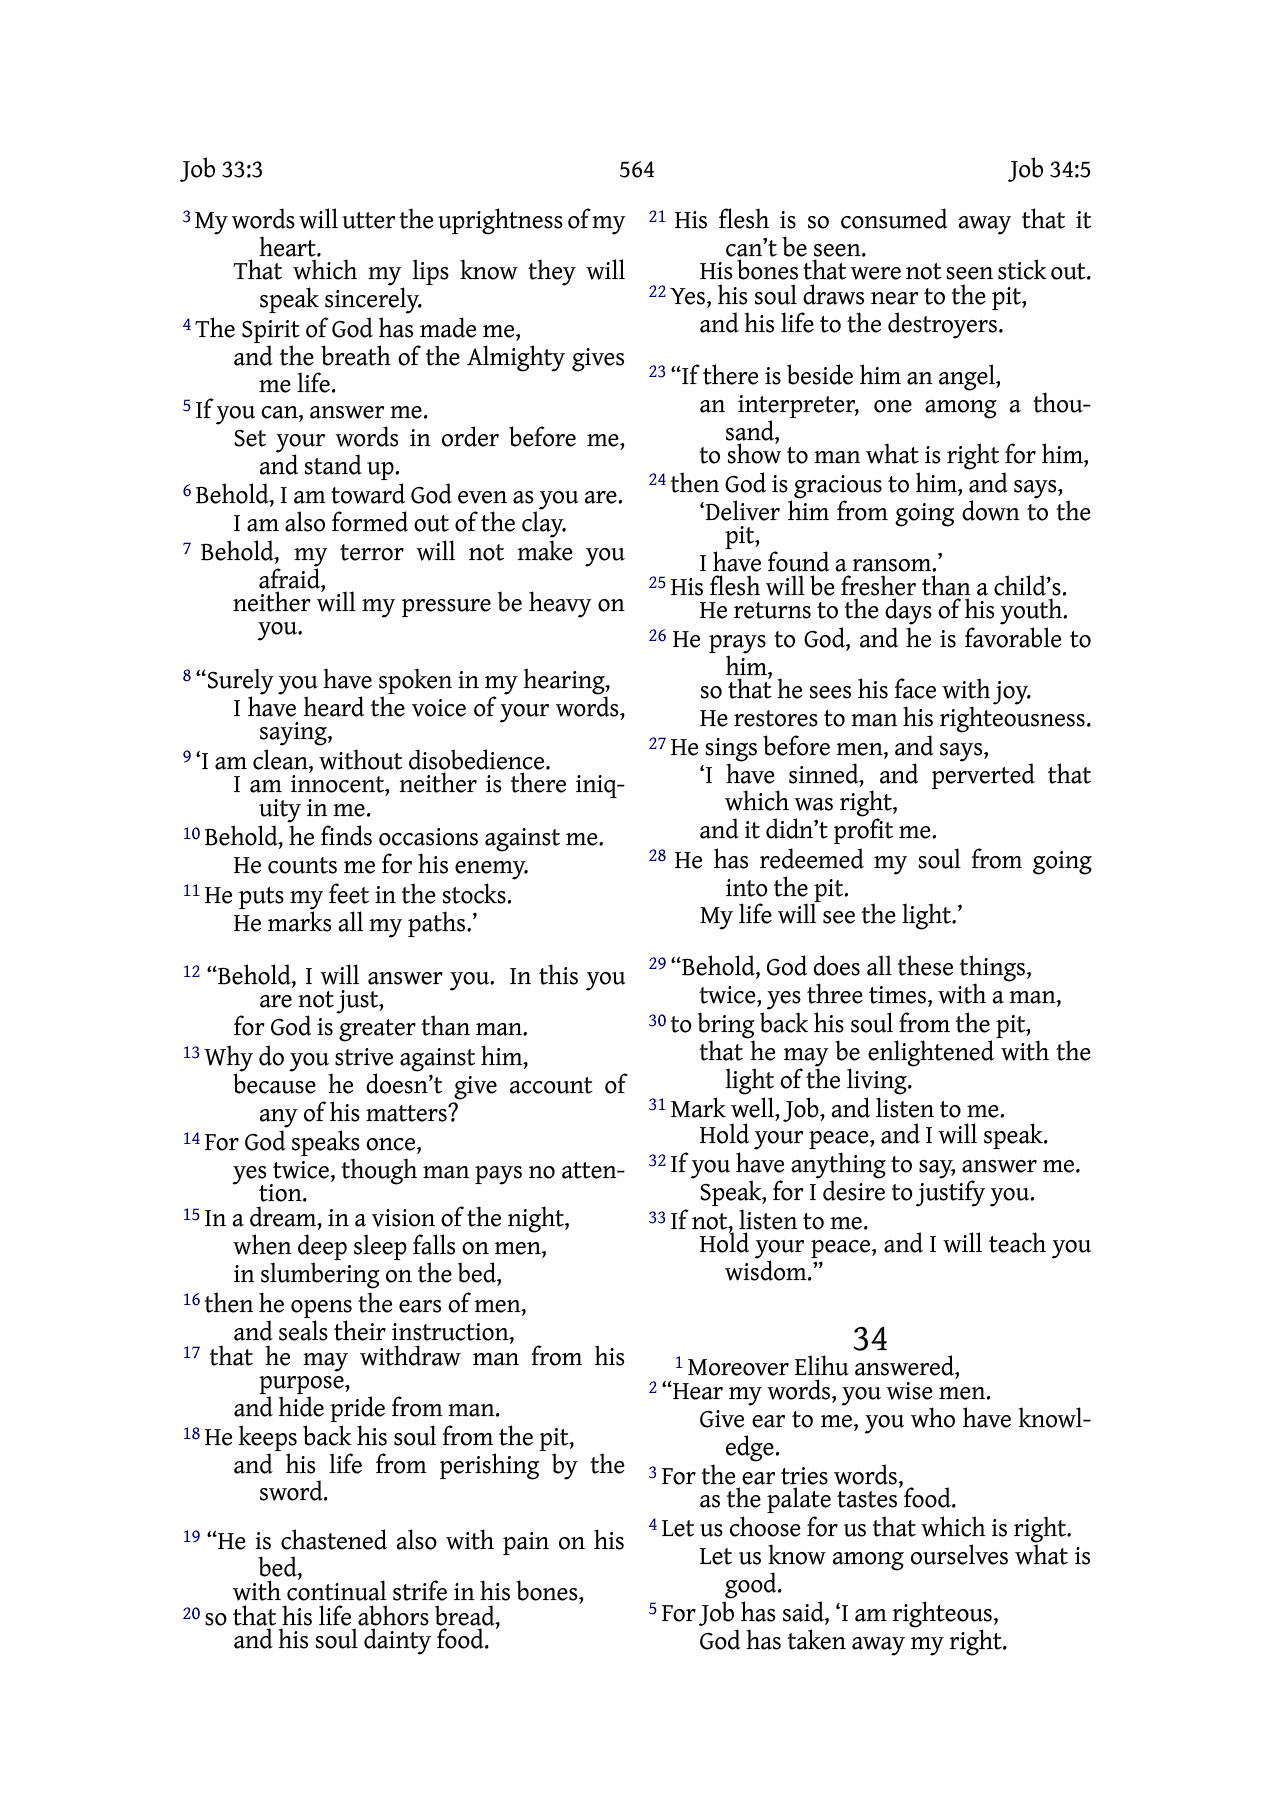 Job 33:3 564 Job 34:5
3 My words will utter the uprightness of my
heart.
That which my lips know they will
speak sincerely.
4 The Spirit of God has made me,
and the breath of the Almighty gives
me life.
5 If you can, answer me.
Set your words in order before me,
and stand up.
6 Behold, I am toward God even as you are.
I am also formed out of the clay.
7 Behold, my terror will not make you
afraid,
neither will my pressure be heavy on
you.
8 “Surely you have spoken in my hearing,
I have heard the voice of your words,
saying,
9 ‘I am clean, without disobedience.
I am innocent, neither is there iniq-
uity in me.
10 Behold, he finds occasions against me.
He counts me for his enemy.
11 He puts my feet in the stocks.
He marks all my paths.’
12 “Behold, I will answer you. In this you
are not just,
for God is greater than man.
13 Why do you strive against him,
because he doesn’t give account of
any of his matters?
14 For God speaks once,
yes twice, though man pays no atten-
tion.
15 In a dream, in a vision of the night,
when deep sleep falls on men,
in slumbering on the bed,
16 then he opens the ears of men,
and seals their instruction,
17 that he may withdraw man from his
purpose,
and hide pride from man.
18 He keeps back his soul from the pit,
and his life from perishing by the
sword.
19 “He is chastened also with pain on his
bed,
with continual strife in his bones,
20 so that his life abhors bread,
and his soul dainty food.
21 His flesh is so consumed away that it
can’t be seen.
His bones that were not seen stick out.
22 Yes, his soul draws near to the pit,
and his life to the destroyers.
23 “If there is beside him an angel,
an interpreter, one among a thou-
sand,
to show to man what is right for him,
24 then God is gracious to him, and says,
‘Deliver him from going down to the
pit,
I have found a ransom.’
25 His flesh will be fresher than a child’s.
He returns to the days of his youth.
26 He prays to God, and he is favorable to
him,
so that he sees his face with joy.
He restores to man his righteousness.
27 He sings before men, and says,
‘I have sinned, and perverted that
which was right,
and it didn’t profit me.
28 He has redeemed my soul from going
into the pit.
My life will see the light.’
29 “Behold, God does all these things,
twice, yes three times, with a man,
30 to bring back his soul from the pit,
that he may be enlightened with the
light of the living.
31 Mark well, Job, and listen to me.
Hold your peace, and I will speak.
32 If you have anything to say, answer me.
Speak, for I desire to justify you.
33 If not, listen to me.
Hold your peace, and I will teach you
wisdom.”
34
1 Moreover Elihu answered,
2 “Hear my words, you wise men.
Give ear to me, you who have knowl-
edge.
3 For the ear tries words,
as the palate tastes food.
4 Let us choose for us that which is right.
Let us know among ourselves what is
good.
5 For Job has said, ‘I am righteous,
God has taken away my right.